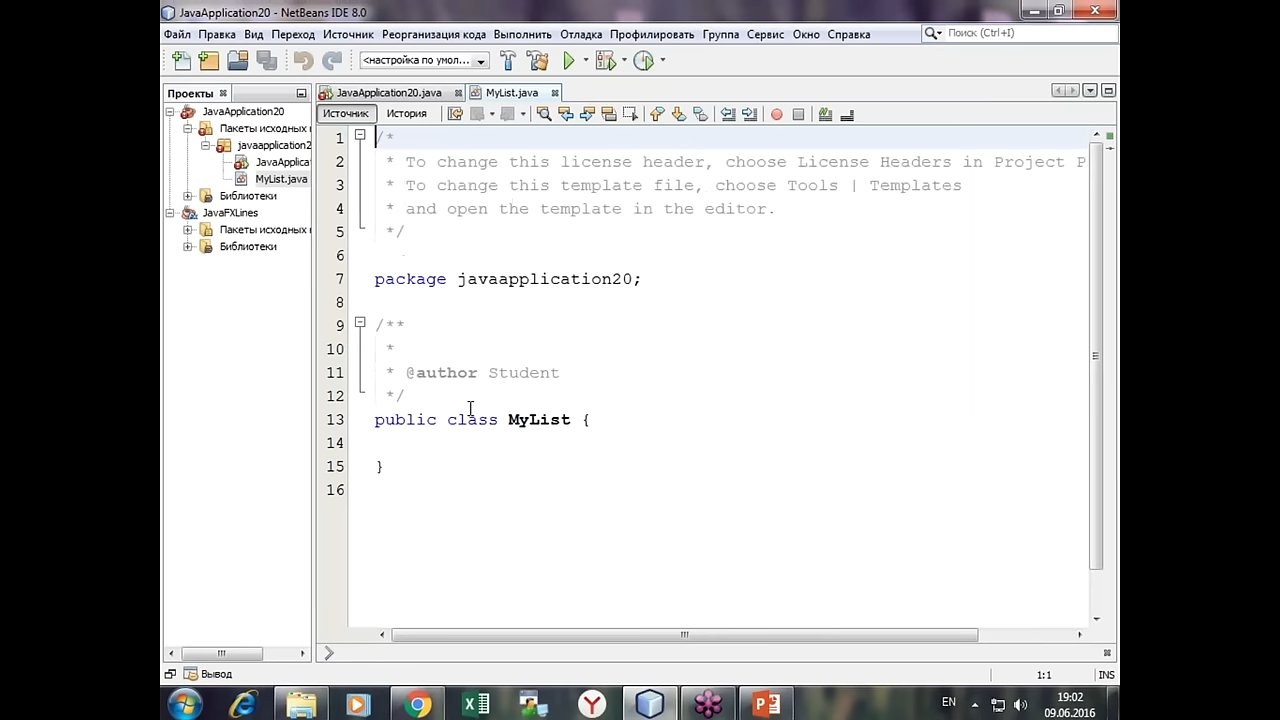 JavaApplication20 - NetBeans IDE 8.0
Файл Правка Вид Переход Источник Реорганизация кода Выполнить Отладка Профилировать Группа Сервис Окно Справка
Поиск (Ctrl+I)
<настройка по умол...
Проекты
JavaApplication20.java
MyList.java
Источник
История
JavaApplication20
Пакеты исходных
javaapplication2
JavaApplica
MyList.java
Библиотеки
JavaFXLines
Пакеты исходных
Библиотеки
1 /*
2 * To change this license header, choose License Headers in Project P
3 * To change this template file, choose Tools | Templates
4 * and open the template in the editor.
5 */
6
7 package javaapplication20;
8
9 /**
10 *
11 * @author Student
12 */
13 public class MyList {
14
15 }
16
Вывод
1:1
INS
EN
19:02
09.06.2016